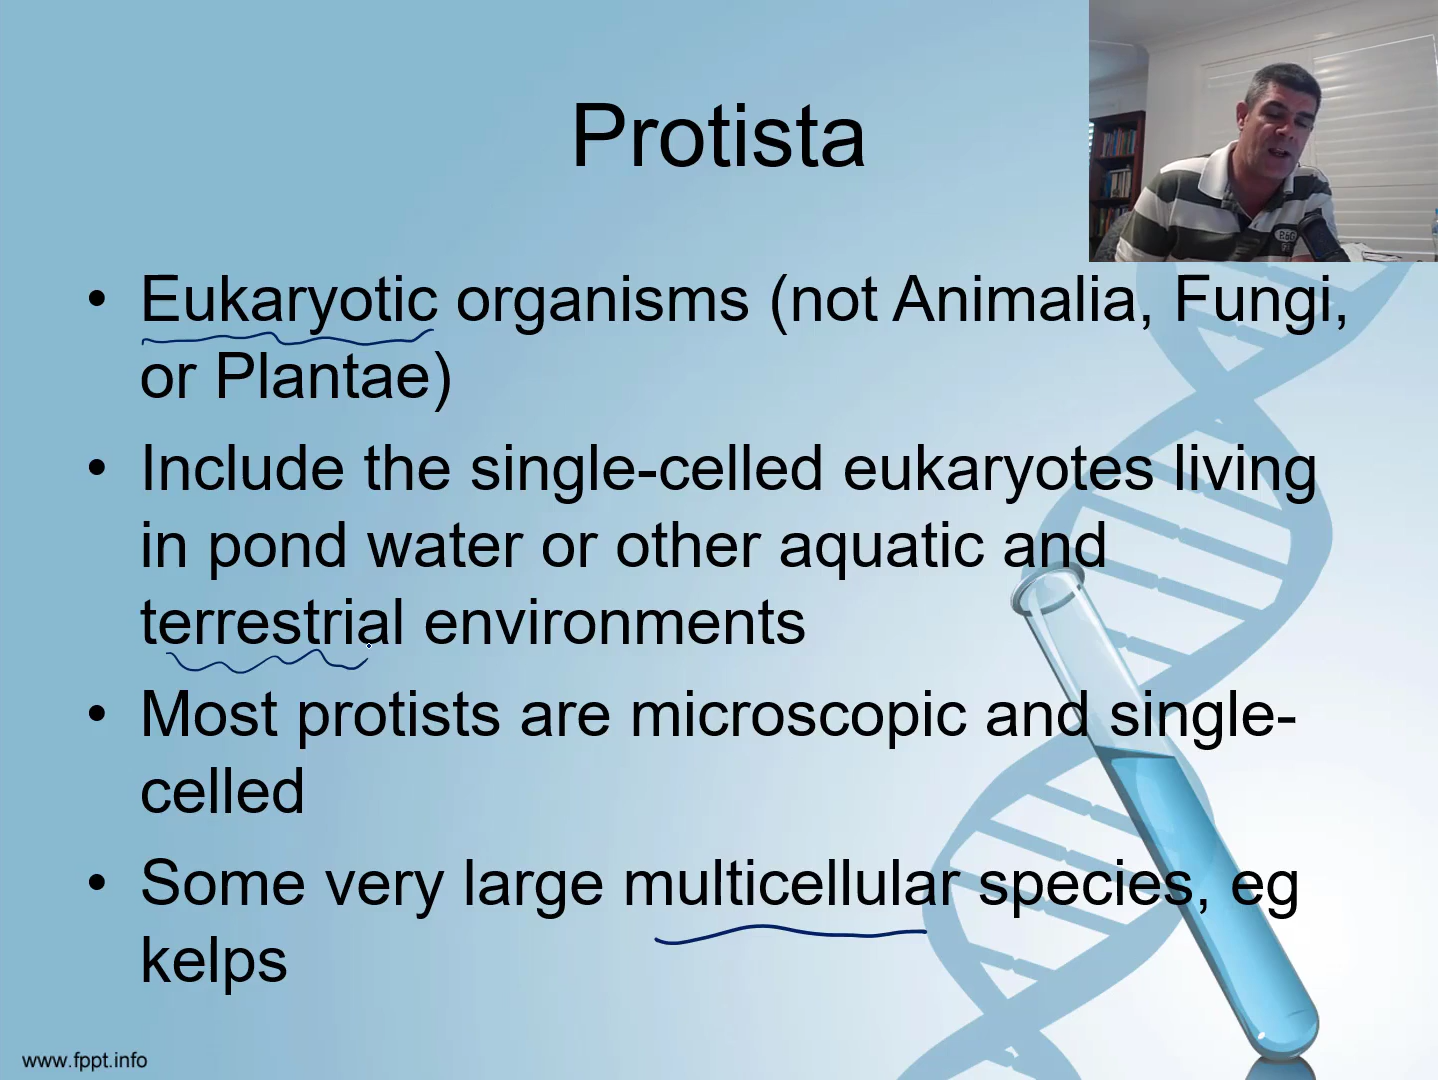 Protista
• Eukaryotic organisms (not Animalia, Fungi,
or Plantae)
• Include the single-celled eukaryotes living
in pond water or other aquatic and
terrestrial environments
• Most protists are microscopic and single-
celled
• Some very large multicellular species, eg
kelps
www.fppt.info